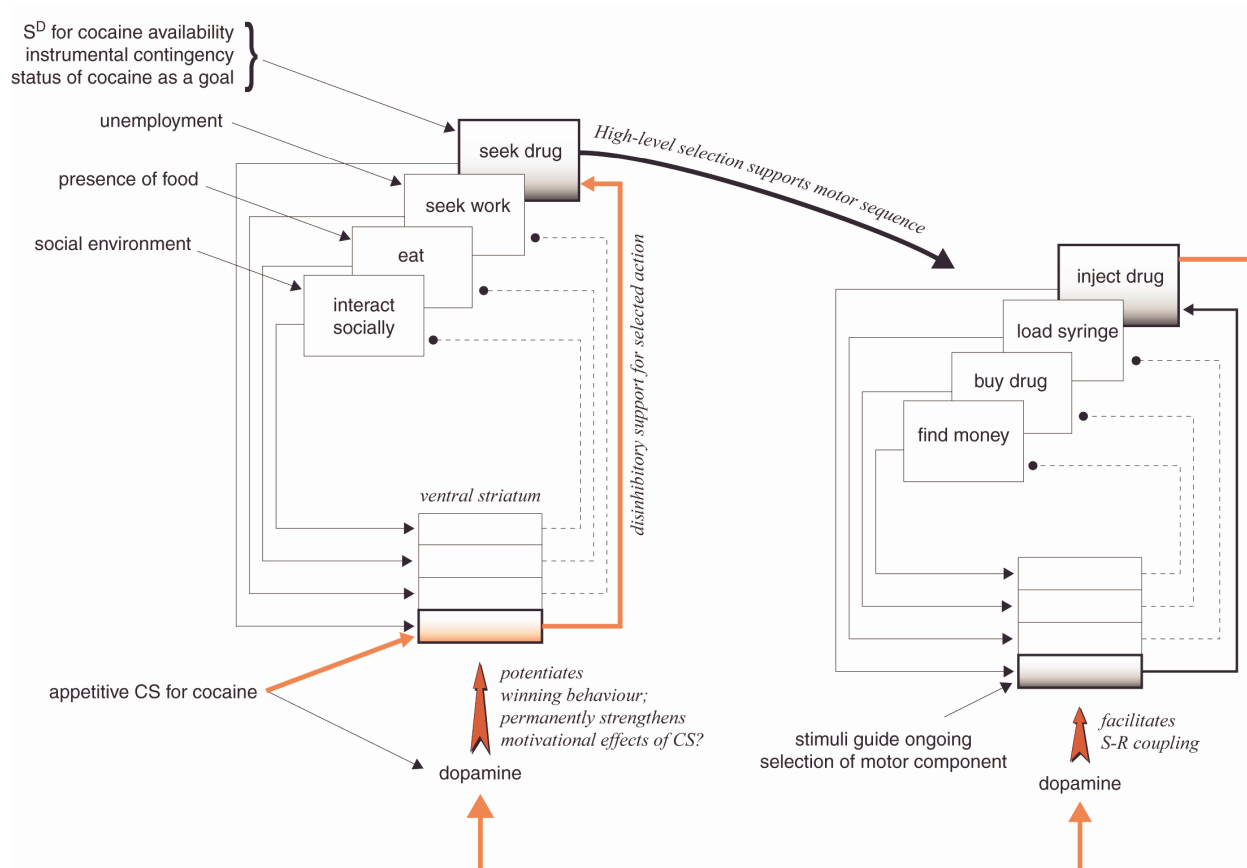 S^D for cocaine availability
instrumental contingency
status of cocaine as a goal
unemployment
presence of food
social environment
seek drug
seek work
eat
interact
socially
High-level selection supports motor sequence
disinhibitory support for selected action
ventral striatum
appetitive CS for cocaine
potentiates
winning behaviour;
permanently strengthens
motivational effects of CS?
dopamine
inject drug
load syringe
buy drug
find money
stimuli guide ongoing
selection of motor component
facilitates
S-R coupling
dopamine